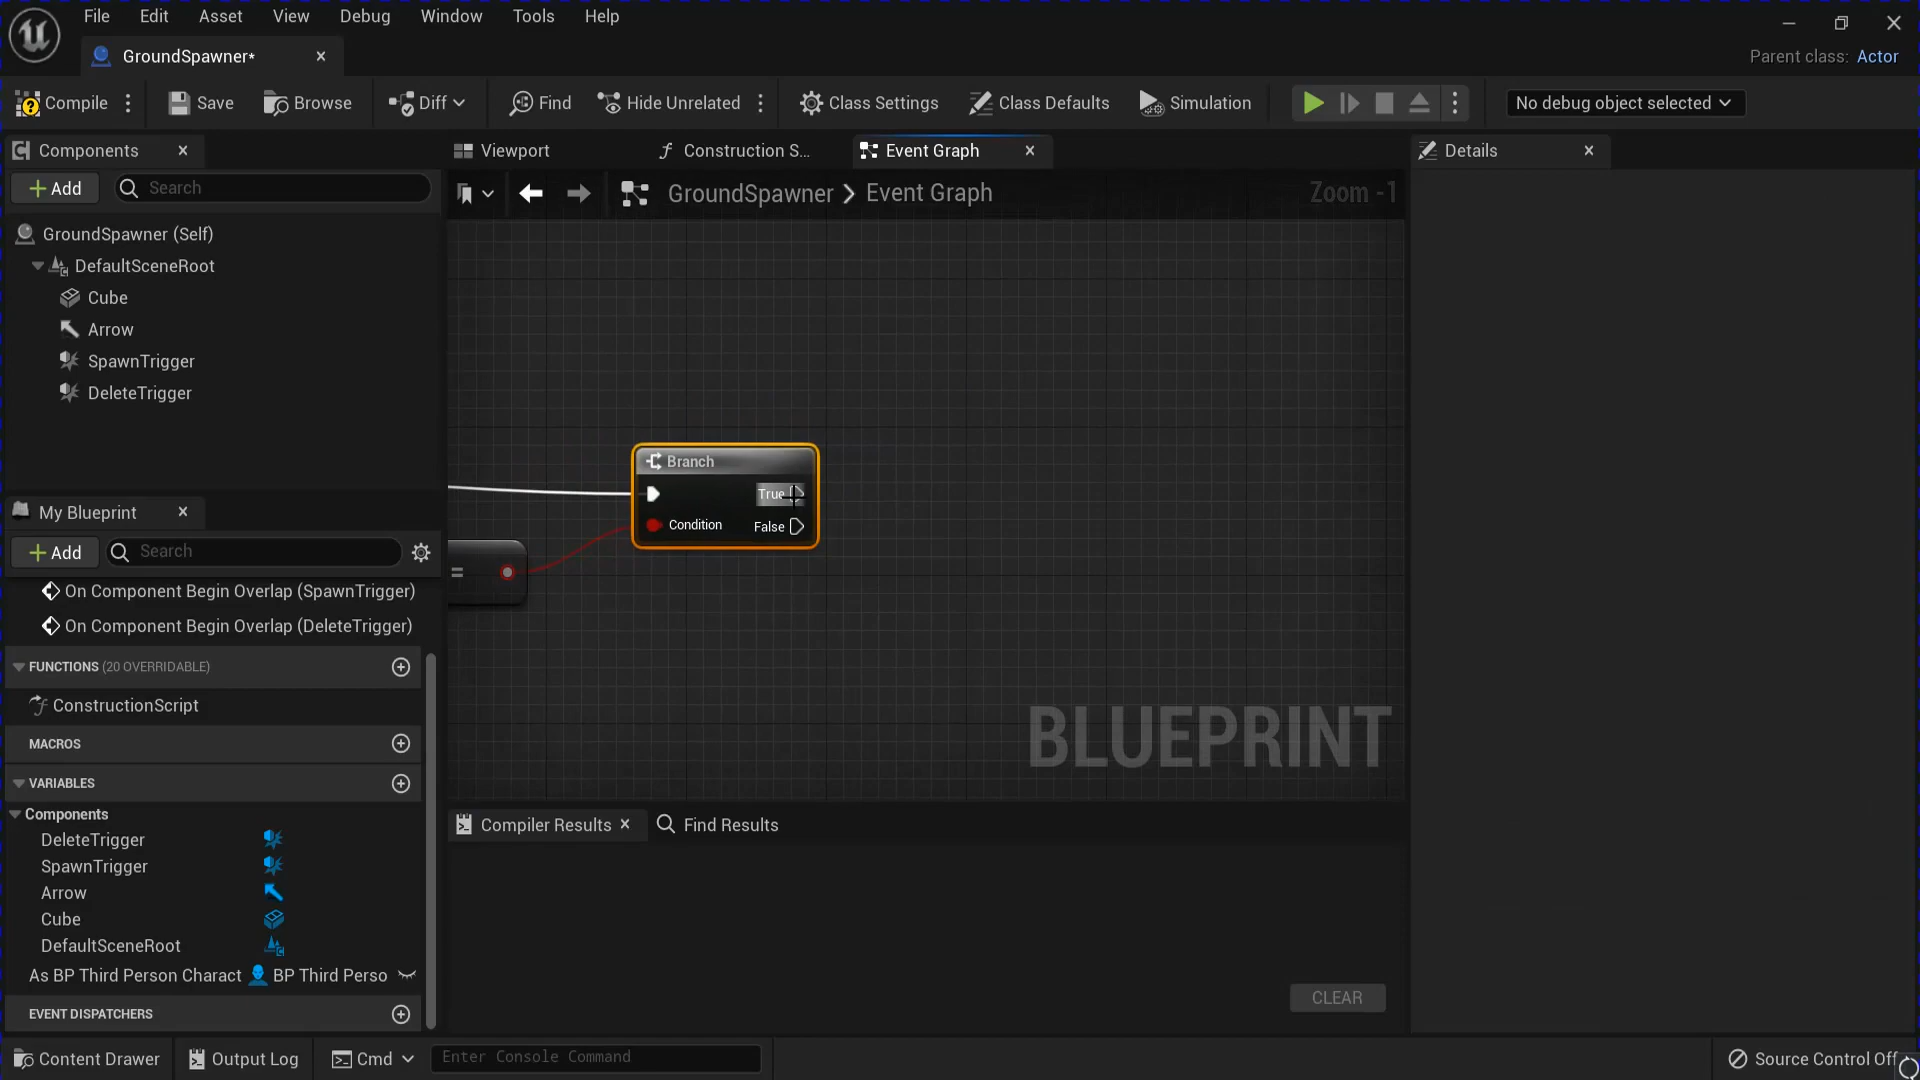 File Edit Asset View Debug Window Tools Help
GroundSpawner*
Parent class: Actor
Compile Save Browse Diff Find Hide Unrelated Class Settings Class Defaults Simulation No debug object selected
Components Viewport Construction S... Event Graph Details
Add Search
GroundSpawner > Event Graph Zoom -1
GroundSpawner (Self)
DefaultSceneRoot
Cube
Arrow
SpawnTrigger
DeleteTrigger
Branch
True
Condition False
=
My Blueprint
Add Search
On Component Begin Overlap (SpawnTrigger)
On Component Begin Overlap (DeleteTrigger)
FUNCTIONS (20 OVERRIDABLE)
ConstructionScript
MACROS
VARIABLES
Components
DeleteTrigger
SpawnTrigger
Arrow
Cube
DefaultSceneRoot
As BP Third Person Charact BP Third Perso
EVENT DISPATCHERS
BLUEPRINT
Compiler Results Find Results
CLEAR
Content Drawer Output Log Cmd Enter Console Command Source Control Off